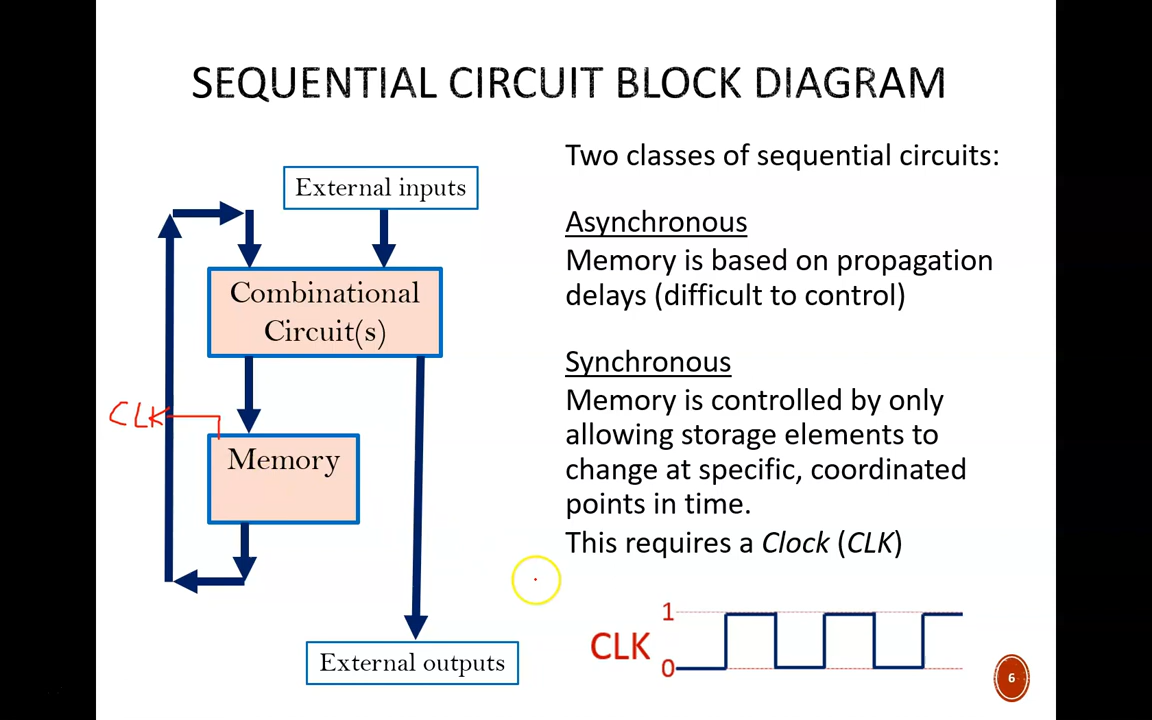 SEQUENTIAL CIRCUIT BLOCK DIAGRAM
External inputs
Combinational
Circuit(s)
CLK
Memory
External outputs
Two classes of sequential circuits:
Asynchronous
Memory is based on propagation
delays (difficult to control)
Synchronous
Memory is controlled by only
allowing storage elements to
change at specific, coordinated
points in time.
This requires a Clock (CLK)
1
CLK
0
6